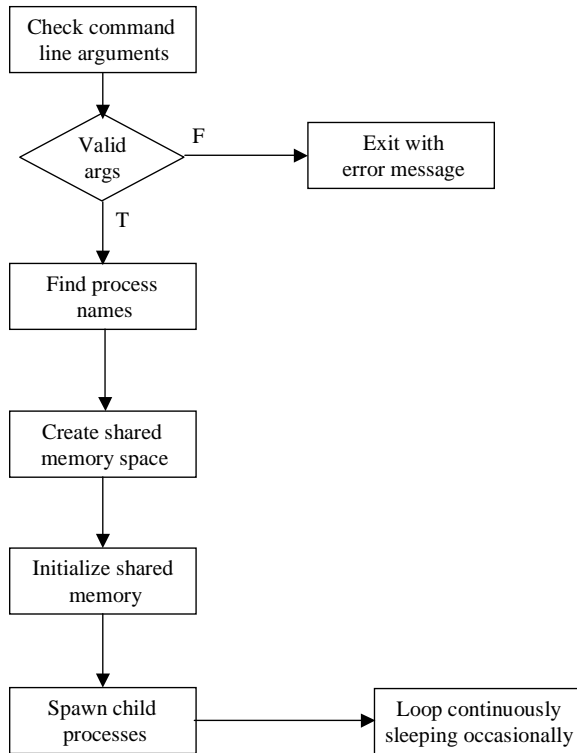 Check command
line arguments
Valid
args
F
Exit with
error message
T
Find process
names
Create shared
memory space
Initialize shared
memory
Spawn child
processes
Loop continuously
sleeping occasionally